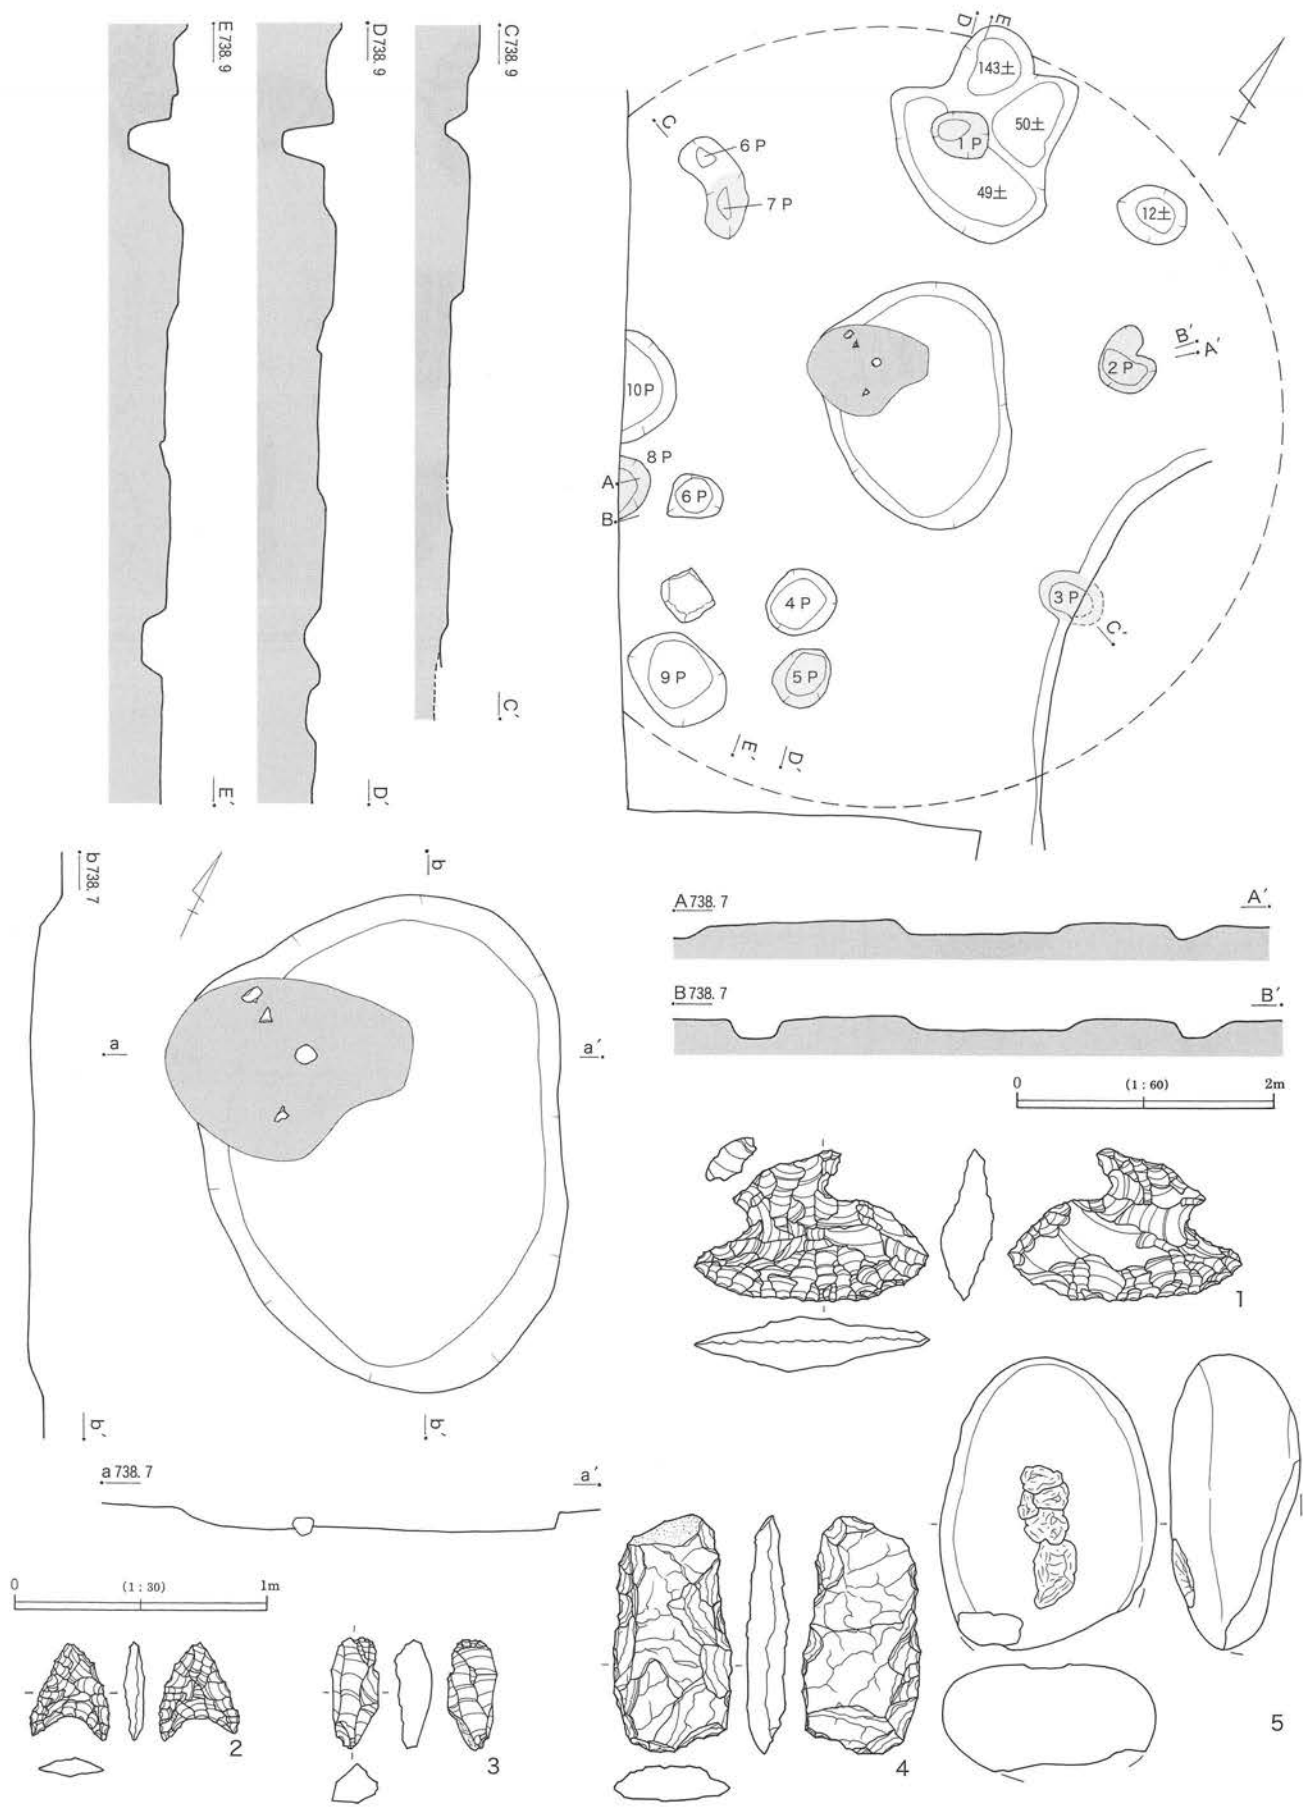 E 738. 9
D 738. 9
C 738. 9
E´
D´
C´
D
E
C
143土
50土
1 P
49土
12土
6 P
7 P
B´
A´
2 P
10 P
8 P
A
B
6 P
3 P
C´
4 P
9 P
5 P
E´
D´
b 738. 7
b
a
a´
b´
b´
A 738. 7
A´
B 738. 7
B´
0
(1 : 60)
2m
a 738. 7
a´
0
(1 : 30)
1m
1
2
3
4
5